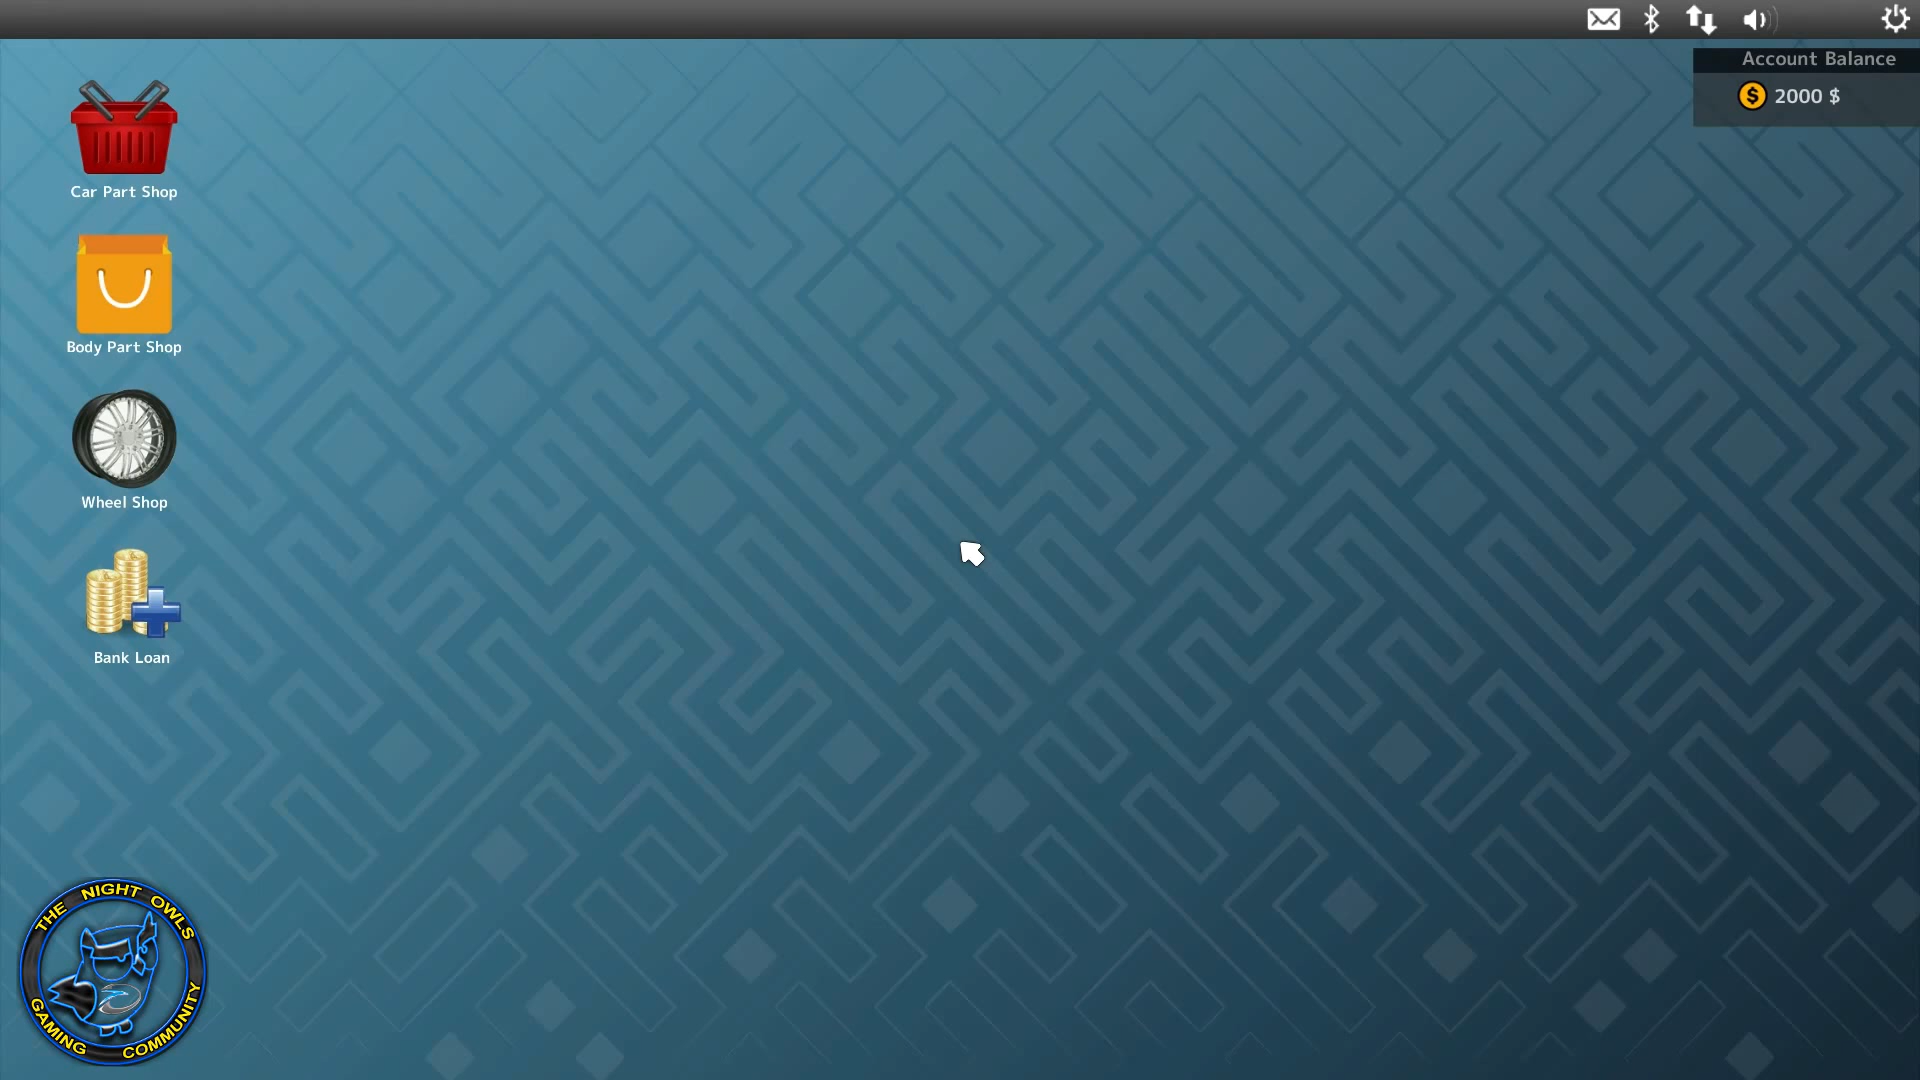 Account Balance
2000 $
Car Part Shop
Body Part Shop
Wheel Shop
Bank Loan
THE NIGHT OWLS
GAMING COMMUNITY